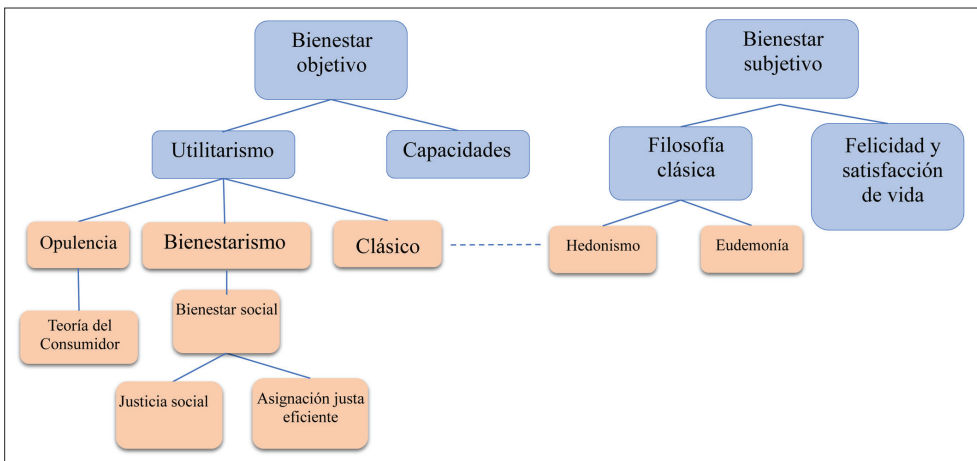 Bienestar
objetivo
Bienestar
subjetivo
Utilitarismo
Capacidades
Filosofía
clásica
Felicidad y
satisfacción
de vida
Opulencia
Bienestarismo
Clásico
Hedonismo
Eudemonía
Teoría del
Consumidor
Bienestar social
Justicia social
Asignación justa
eficiente